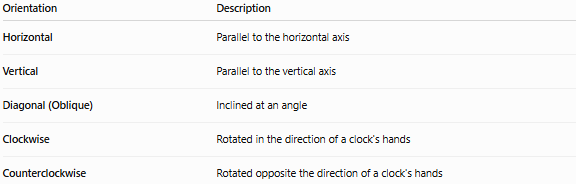 Orientation Description
Horizontal Parallel to the horizontal axis
Vertical Parallel to the vertical axis
Diagonal (Oblique) Inclined at an angle
Clockwise Rotated in the direction of a clock's hands
Counterclockwise Rotated opposite the direction of a clock's hands